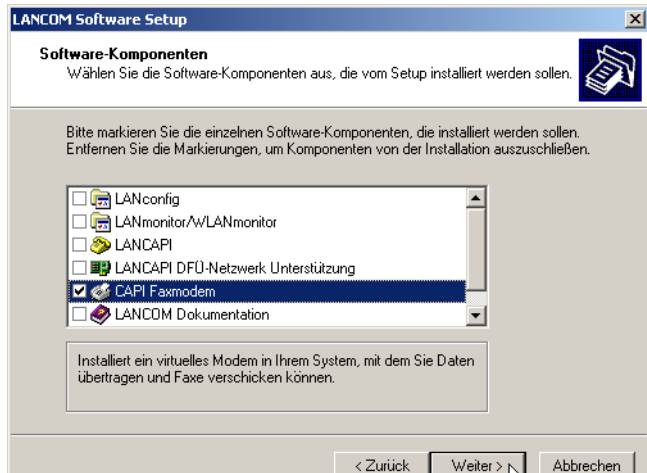 LANCOM Software Setup
Software-Komponenten
Wählen Sie die Software-Komponenten aus, die vom Setup installiert werden sollen.
Bitte markieren Sie die einzelnen Software-Komponenten, die installiert werden sollen.
Entfernen Sie die Markierungen, um Komponenten von der Installation auszuschließen.
LANconfig
LANmonitor/WLANmonitor
LANCAPI
LANCAPI DFÜ-Netzwerk Unterstützung
CAPI Faxmodem
LANCOM Dokumentation
Installiert ein virtuelles Modem in Ihrem System, mit dem Sie Daten
übertragen und Faxe verschicken können.
< Zurück Weiter > Abbrechen